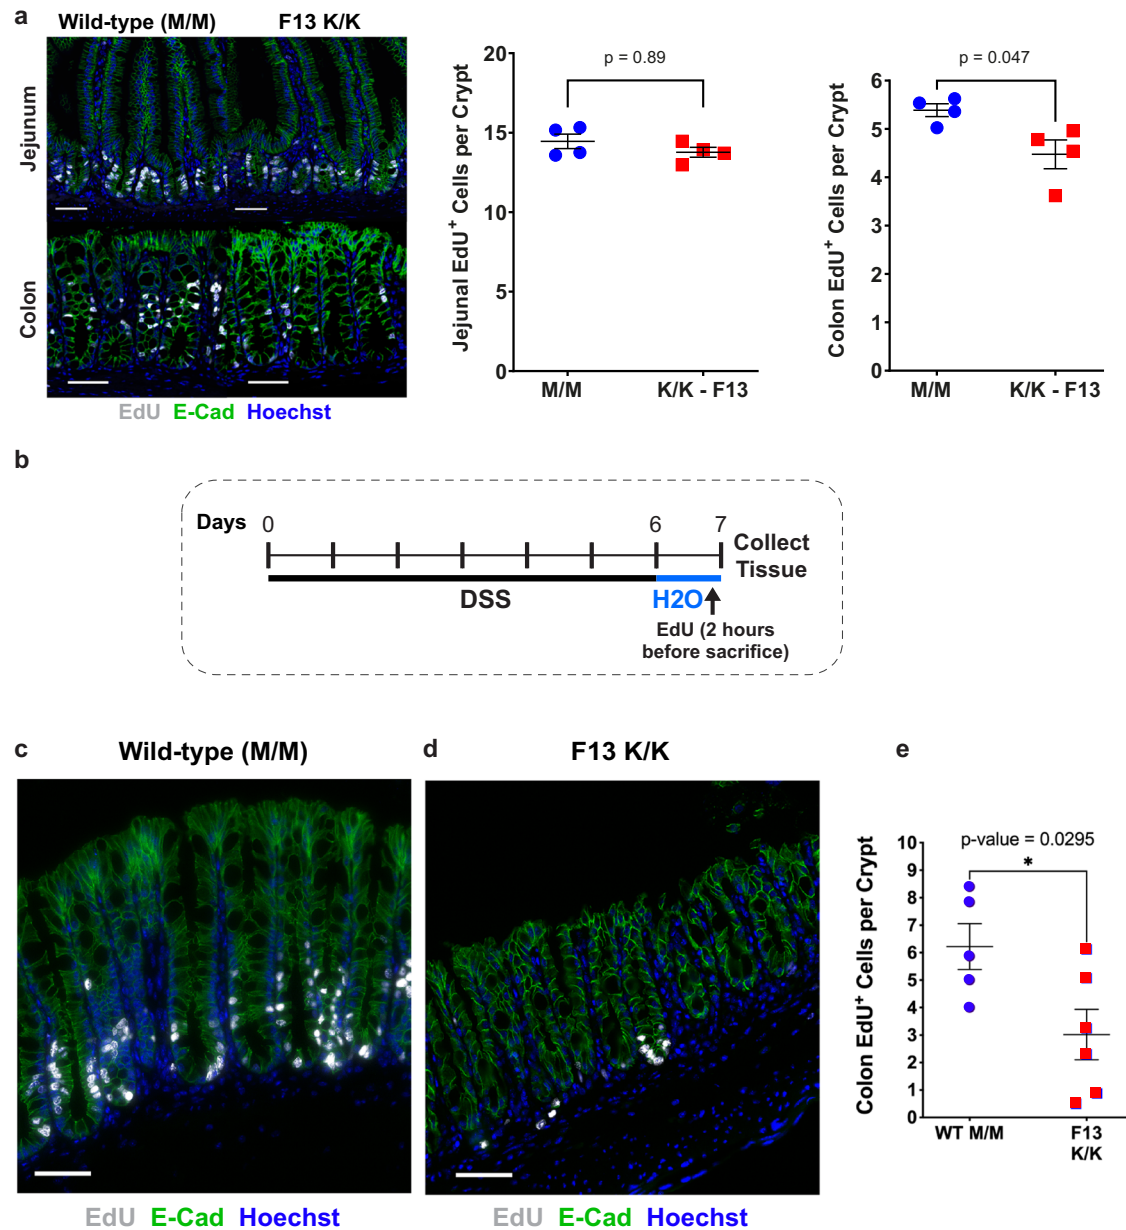 a
Wild-type (M/M)
F13 K/K
Jejunum
Colon
EdU E-Cad Hoechst
Jejunal EdU+ Cells per Crypt
20
15
10
5
0
p = 0.89
M/M
K/K - F13
Colon EdU+ Cells per Crypt
6
5
4
3
2
1
0
p = 0.047
M/M
K/K - F13
b
Days 0 6 7
Collect
Tissue
DSS
H2O
EdU (2 hours
before sacrifice)
c
Wild-type (M/M)
EdU E-Cad Hoechst
d
F13 K/K
EdU E-Cad Hoechst
e
Colon EdU+ Cells per Crypt
10
9
8
7
6
5
4
3
2
1
0
p-value = 0.0295
*
WT M/M
F13
K/K